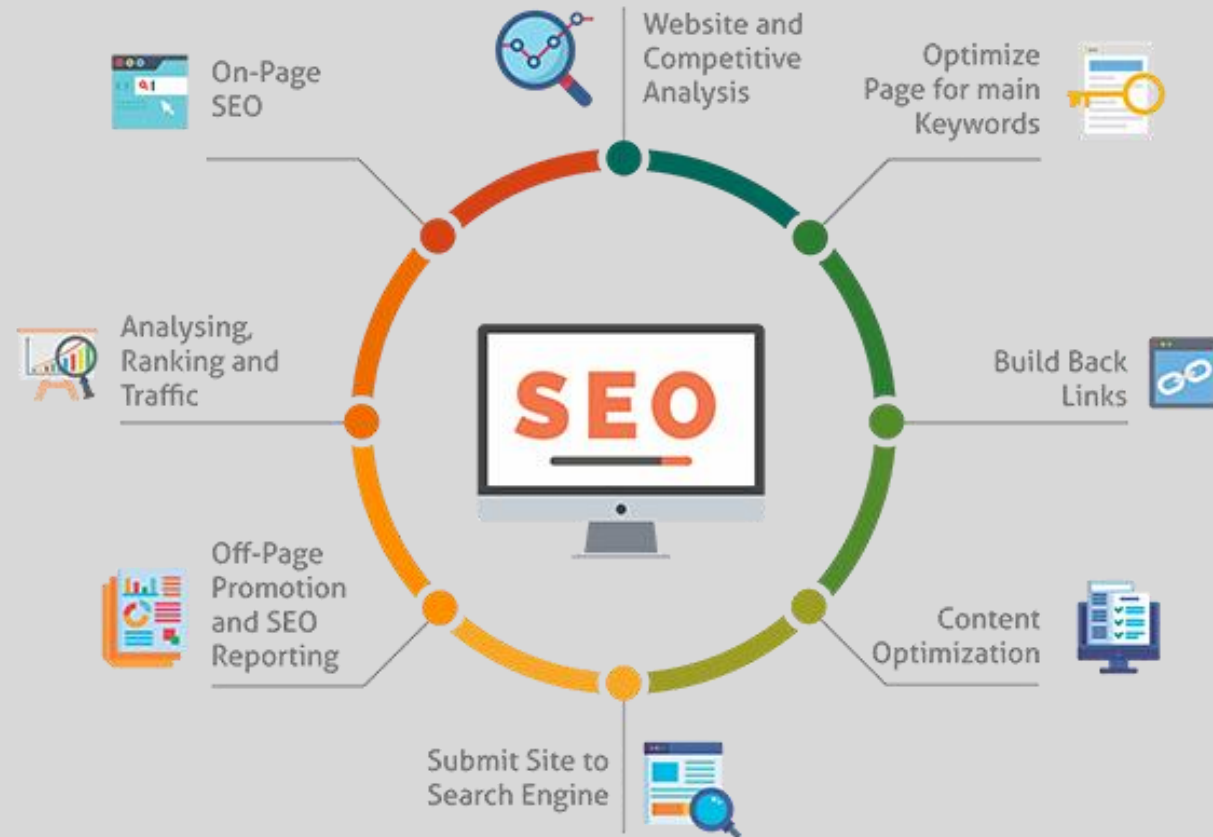 Website and
Competitive
Analysis
Optimize
Page for main
Keywords
Build Back
Links
Content
Optimization
Submit Site to
Search Engine
Off-Page
Promotion
and SEO
Reporting
Analysing,
Ranking and
Traffic
On-Page
SEO
SEO